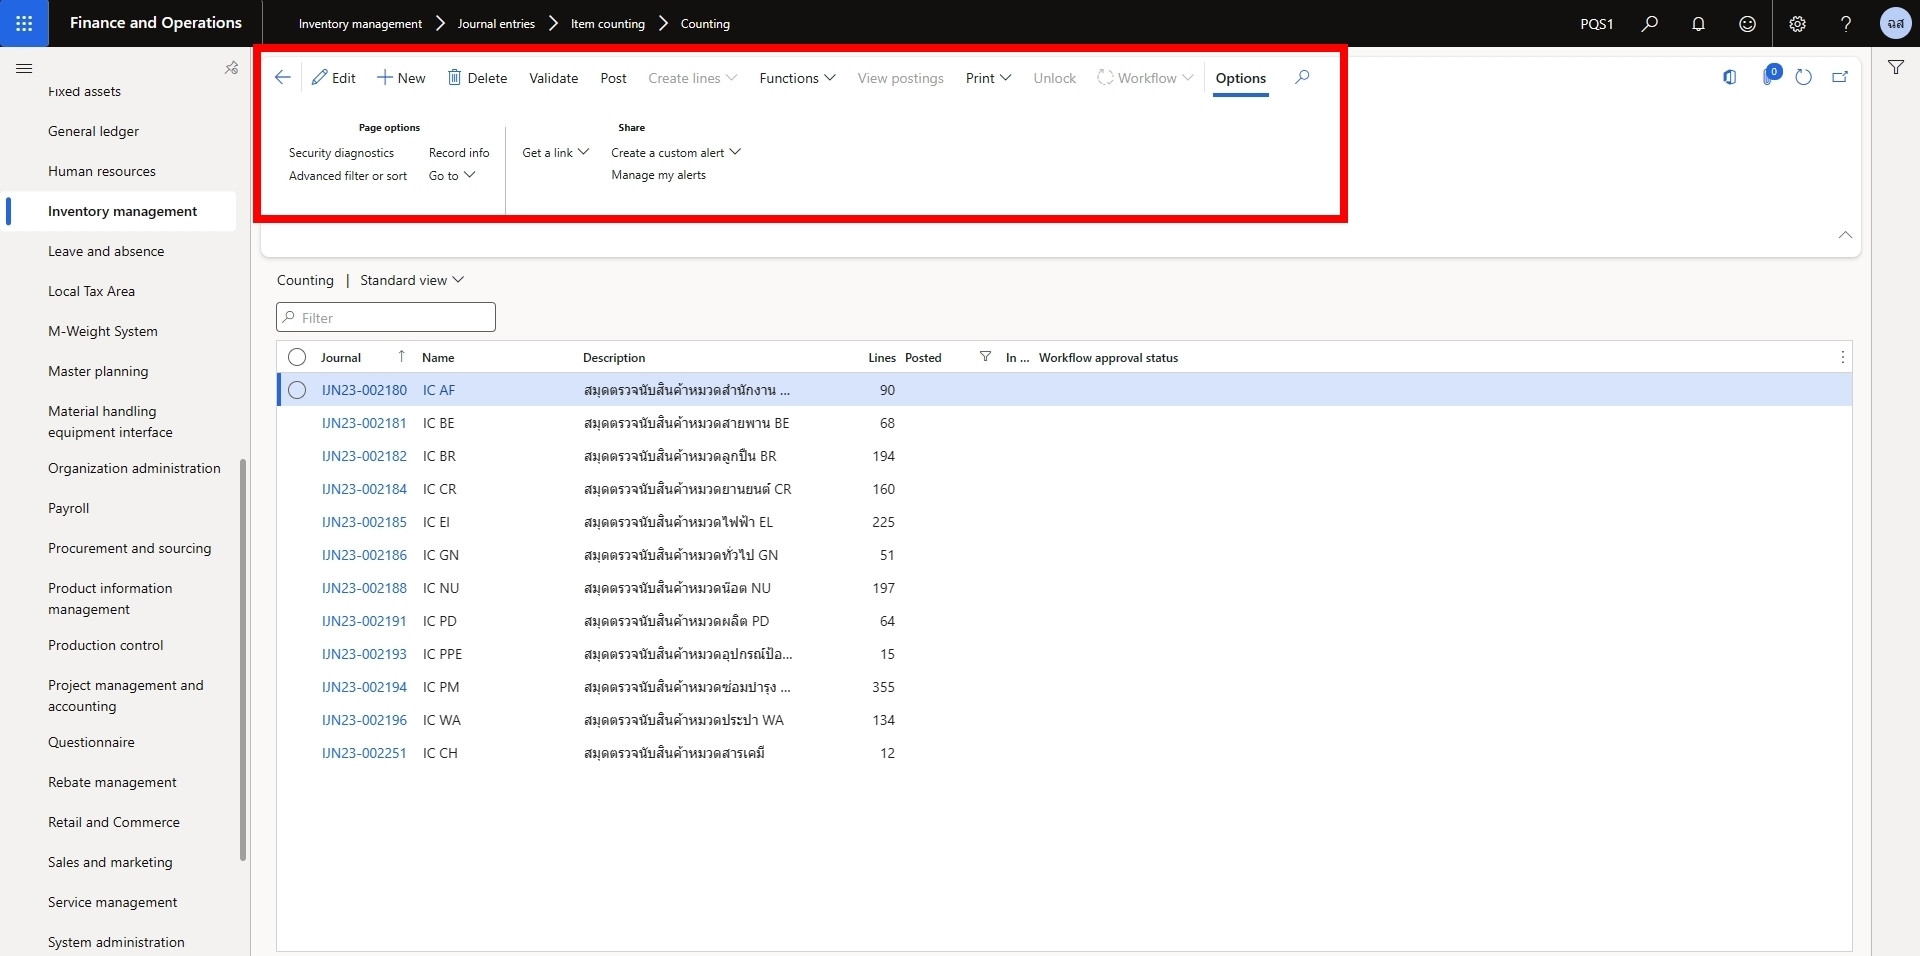 Finance and Operations
Inventory management
Journal entries
Item counting
Counting
PQS1
ฉส
Edit
New
Delete
Validate
Post
Create lines
Functions
View postings
Print
Unlock
Workflow
Options
0
Page options
Share
Security diagnostics
Record info
Get a link
Create a custom alert
Advanced filter or sort
Go to
Manage my alerts
Fixed assets
General ledger
Human resources
Inventory management
Leave and absence
Local Tax Area
M-Weight System
Master planning
Material handling
equipment interface
Organization administration
Payroll
Procurement and sourcing
Product information
management
Production control
Project management and
accounting
Questionnaire
Rebate management
Retail and Commerce
Sales and marketing
Service management
System administration
Counting | Standard view
Filter
Journal Name Description Lines Posted In ... Workflow approval status
IJN23-002180 IC AF สมุดตรวจนับสินค้าหมวดสำนักงาน ... 90
IJN23-002181 IC BE สมุดตรวจนับสินค้าหมวดสายพาน BE 68
IJN23-002182 IC BR สมุดตรวจนับสินค้าหมวดลูกปืน BR 194
IJN23-002184 IC CR สมุดตรวจนับสินค้าหมวดยานยนต์ CR 160
IJN23-002185 IC EI สมุดตรวจนับสินค้าหมวดไฟฟ้า EL 225
IJN23-002186 IC GN สมุดตรวจนับสินค้าหมวดทั่วไป GN 51
IJN23-002188 IC NU สมุดตรวจนับสินค้าหมวดน๊อต NU 197
IJN23-002191 IC PD สมุดตรวจนับสินค้าหมวดผลิต PD 64
IJN23-002193 IC PPE สมุดตรวจนับสินค้าหมวดอุปกรณ์ป้อ... 15
IJN23-002194 IC PM สมุดตรวจนับสินค้าหมวดซ่อมบำรุง ... 355
IJN23-002196 IC WA สมุดตรวจนับสินค้าหมวดประปา WA 134
IJN23-002251 IC CH สมุดตรวจนับสินค้าหมวดสารเคมี 12